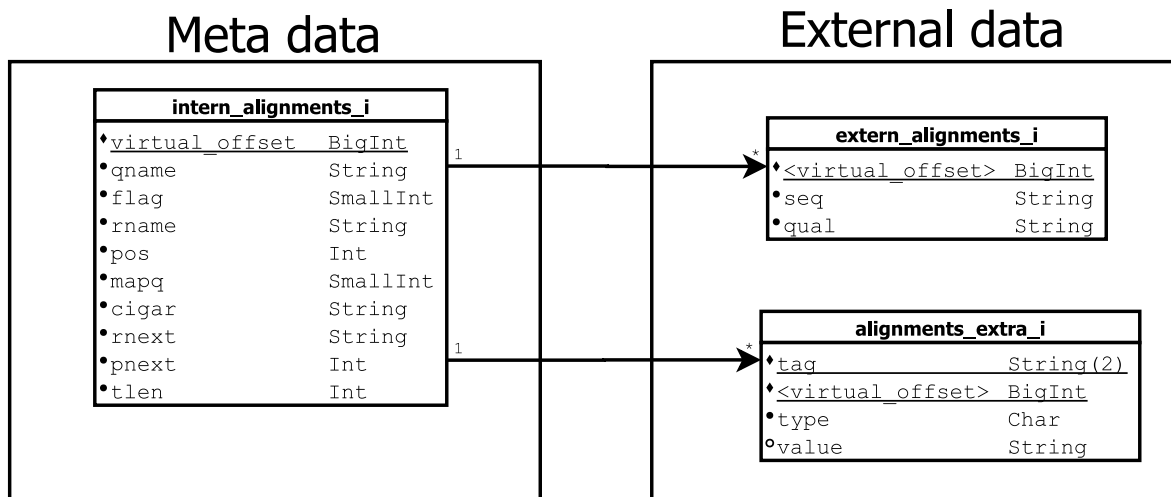 Meta data
intern_alignments_i
virtual_offset BigInt
qname String
flag SmallInt
rname String
pos Int
mapq SmallInt
cigar String
rnext String
pnext Int
tlen Int
1 *
1 *
External data
extern_alignments_i
<virtual_offset> BigInt
seq String
qual String
alignments_extra_i
tag String(2)
<virtual_offset> BigInt
type Char
value String